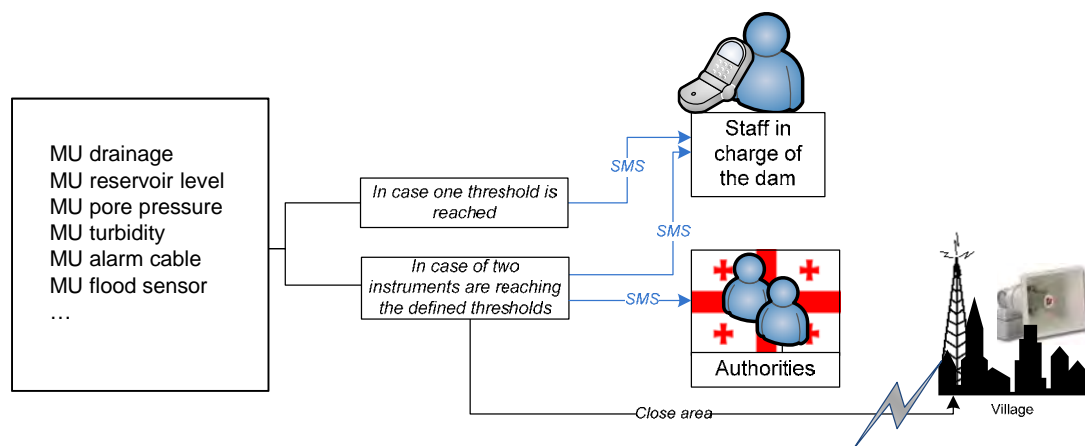 MU drainage
MU reservoir level
MU pore pressure
MU turbidity
MU alarm cable
MU flood sensor
…
In case one threshold is
reached
In case of two
instruments are reaching
the defined thresholds
SMS
SMS
SMS
Staff in
charge of
the dam
Authorities
Close area
Village